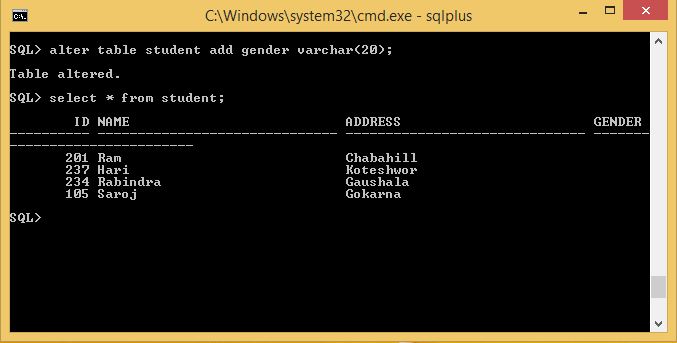 C:\Windows\system32\cmd.exe - sqlplus
SQL> alter table student add gender varchar(20);
Table altered.
SQL> select * from student;
ID NAME ADDRESS GENDER
---------- ------------------------------ ------------------------------ -------
-----------------------
201 Ram Chabahill
237 Hari Koteshwor
234 Rabindra Gaushala
105 Saroj Gokarna
SQL>